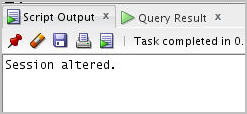 Script Output x Query Result x
Task completed in 0.
Session altered.